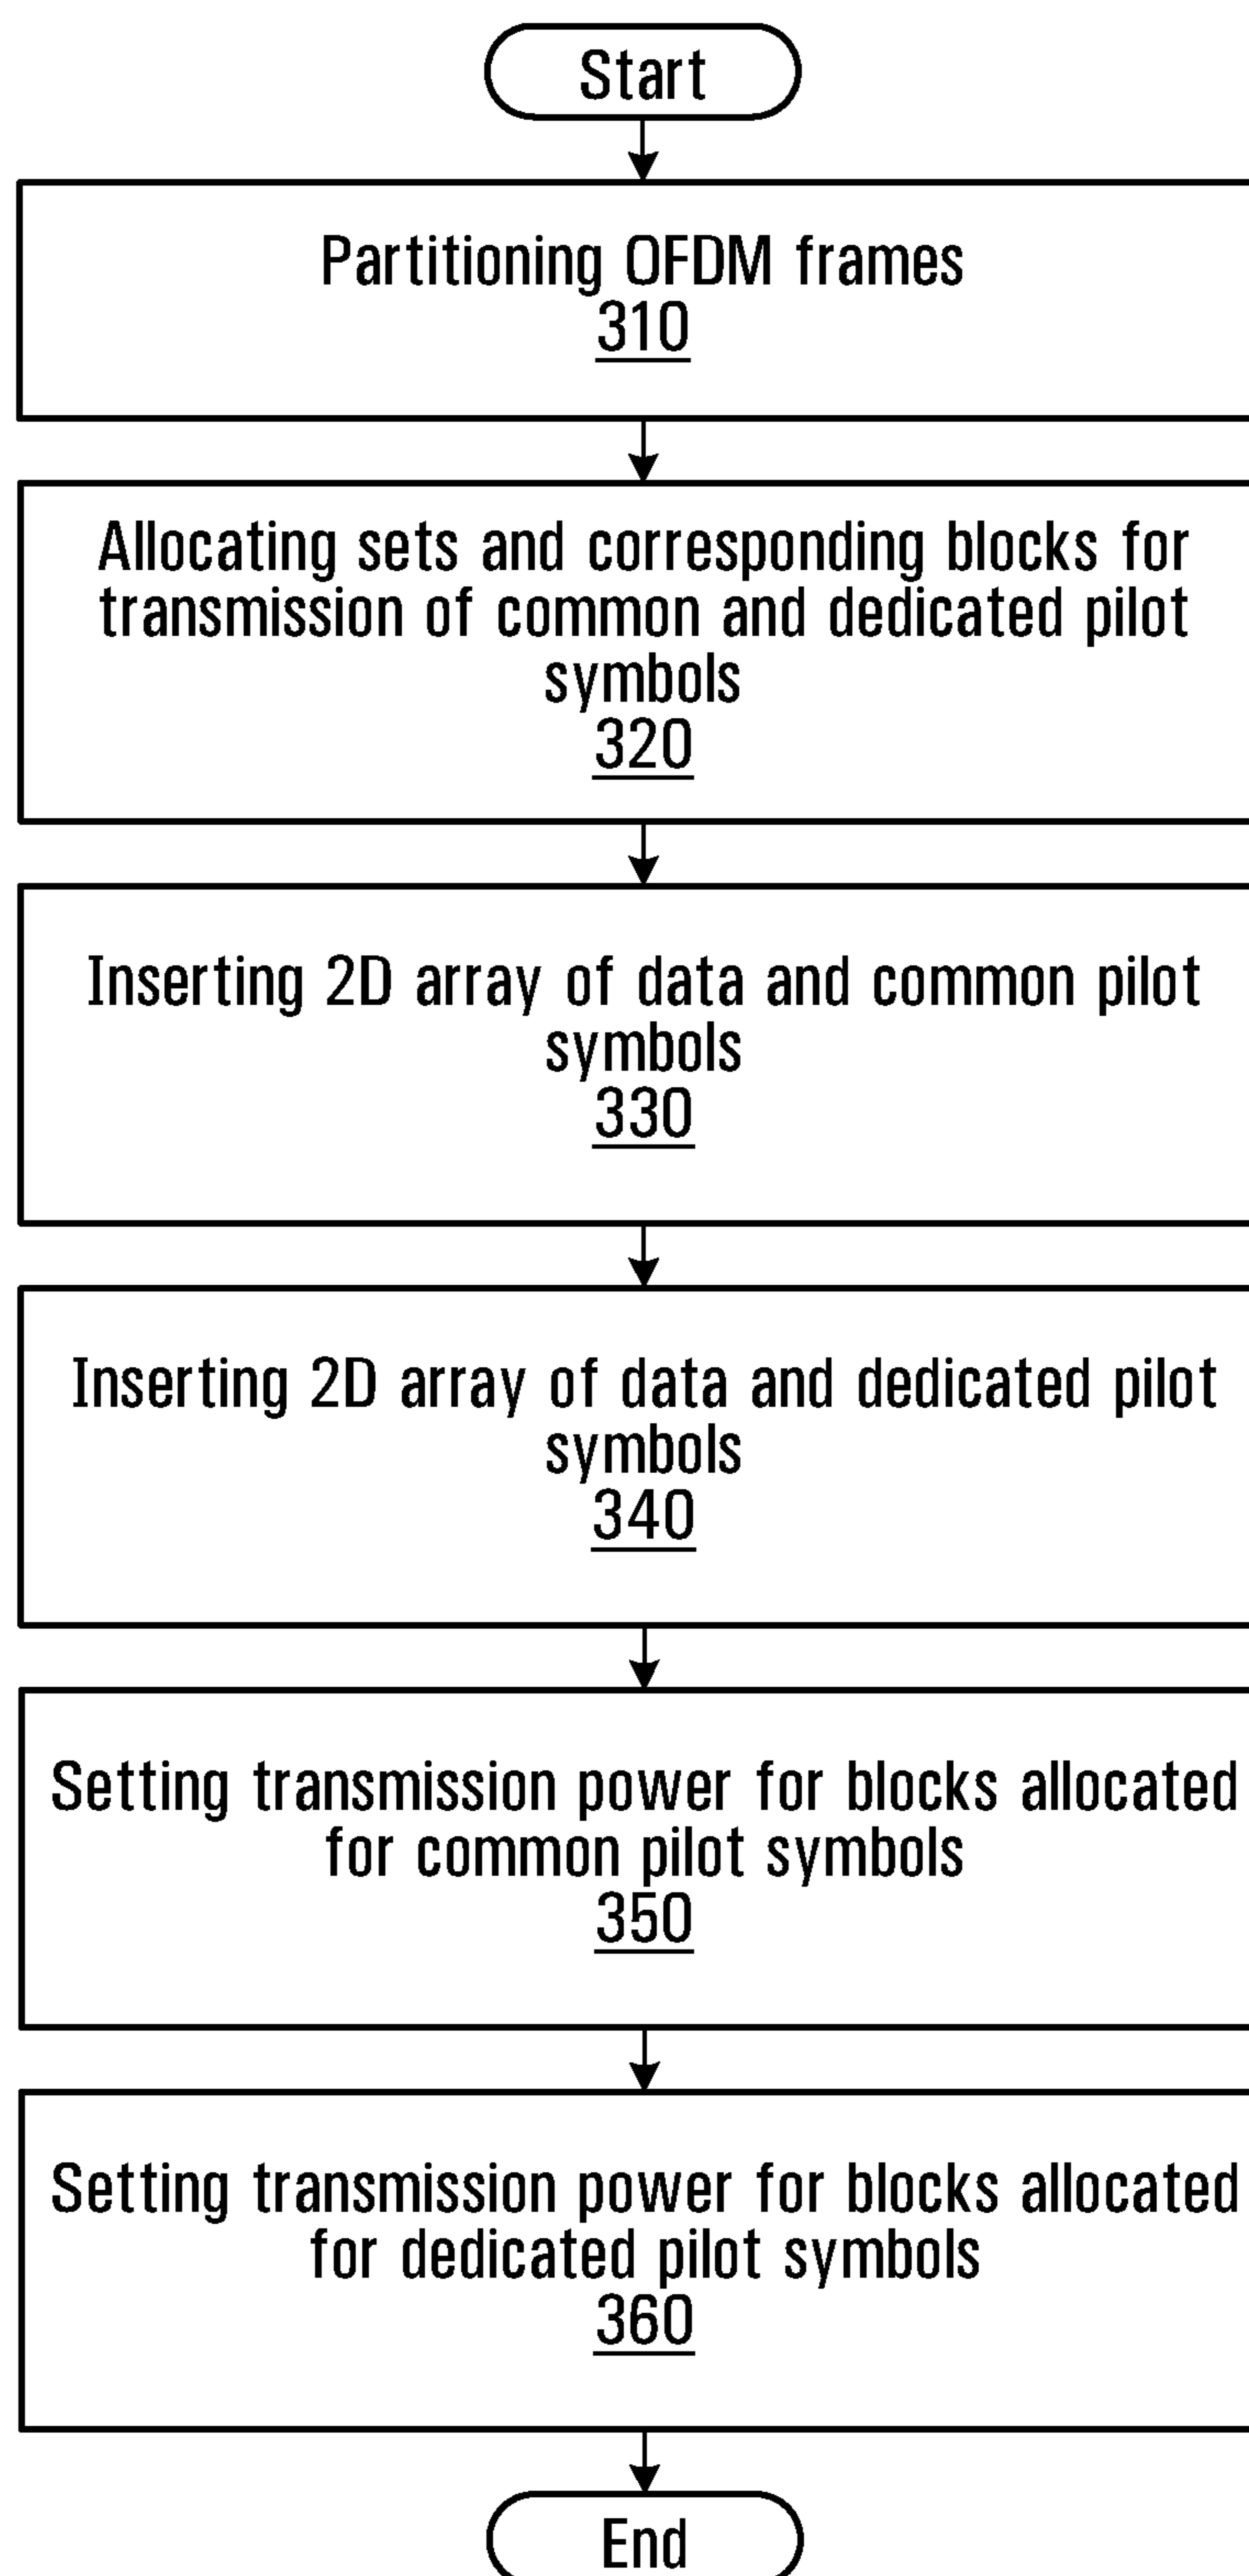 Start
Partitioning OFDM frames
310
Allocating sets and corresponding blocks for
transmission of common and dedicated pilot
symbols
320
Inserting 2D array of data and common pilot
symbols
330
Inserting 2D array of data and dedicated pilot
symbols
340
Setting transmission power for blocks allocated
for common pilot symbols
350
Setting transmission power for blocks allocated
for dedicated pilot symbols
360
End